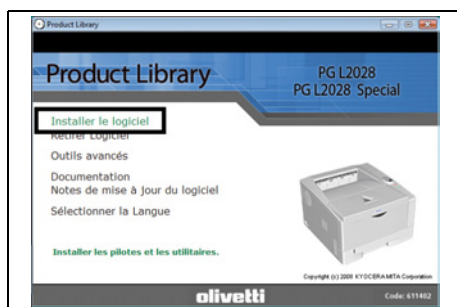 Product Library
Product Library
PG L2028
PG L2028 Special
Installer le logiciel
Retirer Logiciel
Outils avancés
Documentation
Notes de mise à jour du logiciel
Sélectionner la Langue
Installer les pilotes et les utilitaires.
Copyright (c) 2008 KYOCERA MITA Corporation
olivetti
Code: 611402